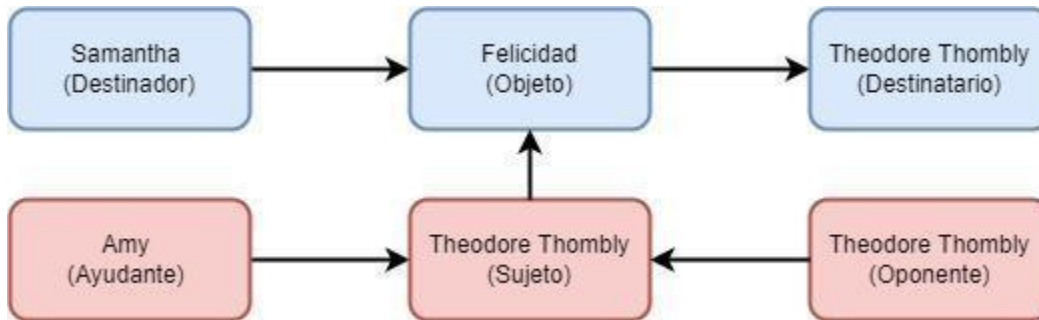 Samantha
(Destinador)
Felicidad
(Objeto)
Theodore Thombly
(Destinatario)
Amy
(Ayudante)
Theodore Thombly
(Sujeto)
Theodore Thombly
(Oponente)